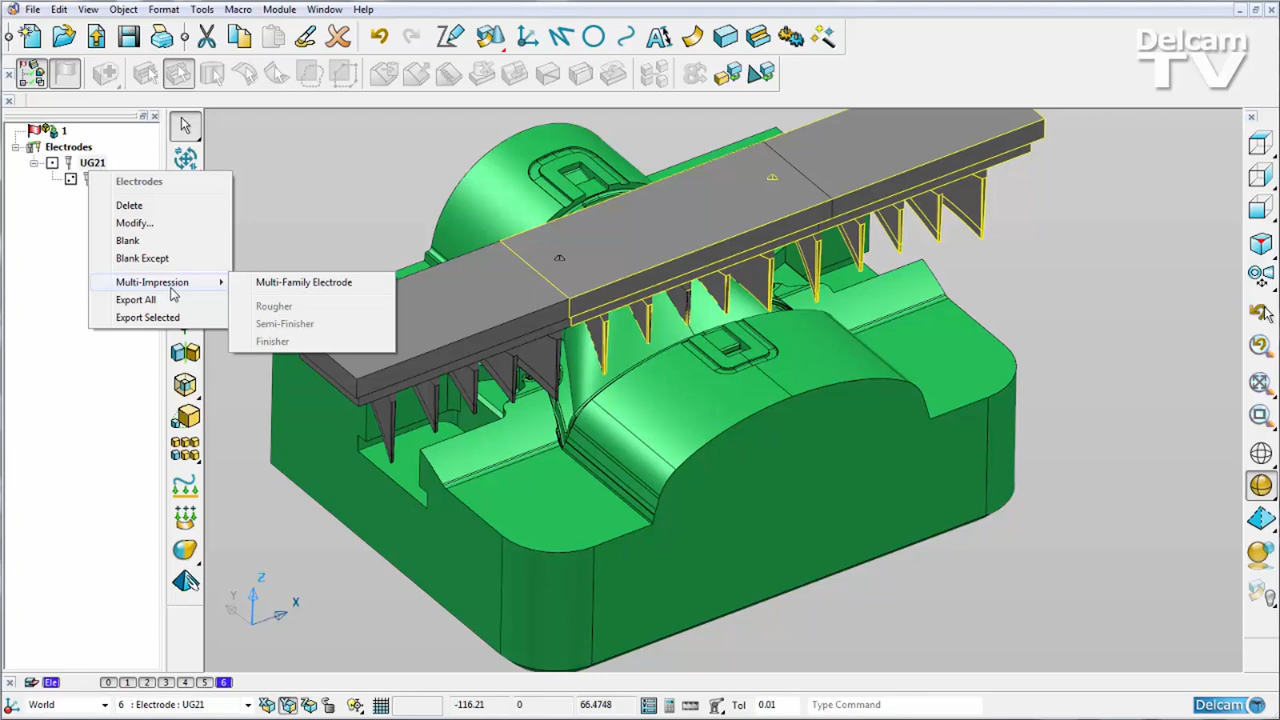 File Edit View Object Format Tools Macro Module Window Help
Delcam
TV
1
Electrodes
UG21
Electrodes
Delete
Modify...
Blank
Blank Except
Multi-Impression
Export All
Export Selected
Multi-Family Electrode
Rougher
Semi-Finisher
Finisher
Z
Y
X
Ele 0 1 2 3 4 5 6
World 6 : Electrode : UG21 -116.21 0 66.4748 Tol 0.01 Type Command Delcam